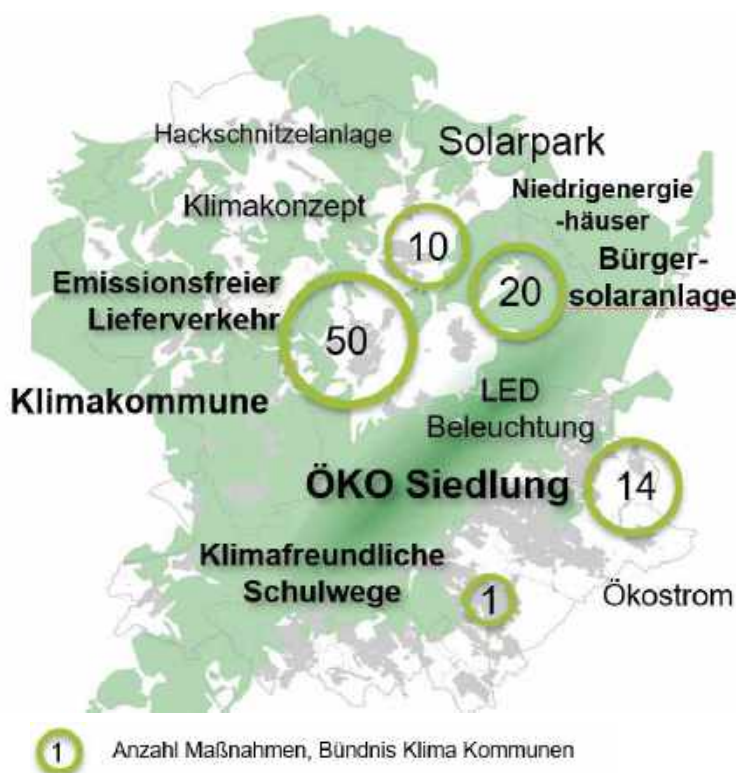 Hackschnitzelanlage
Solarpark
Klimakonzept
Niedrigenergie
-häuser
10
Bürger-
solaranlage
20
Emissionsfreier
Lieferverkehr
50
Klimakommune
LED
Beleuchtung
ÖKO Siedlung
14
Klimafreundliche
Schulwege
1
Ökostrom
1 Anzahl Maßnahmen, Bündnis Klima Kommunen